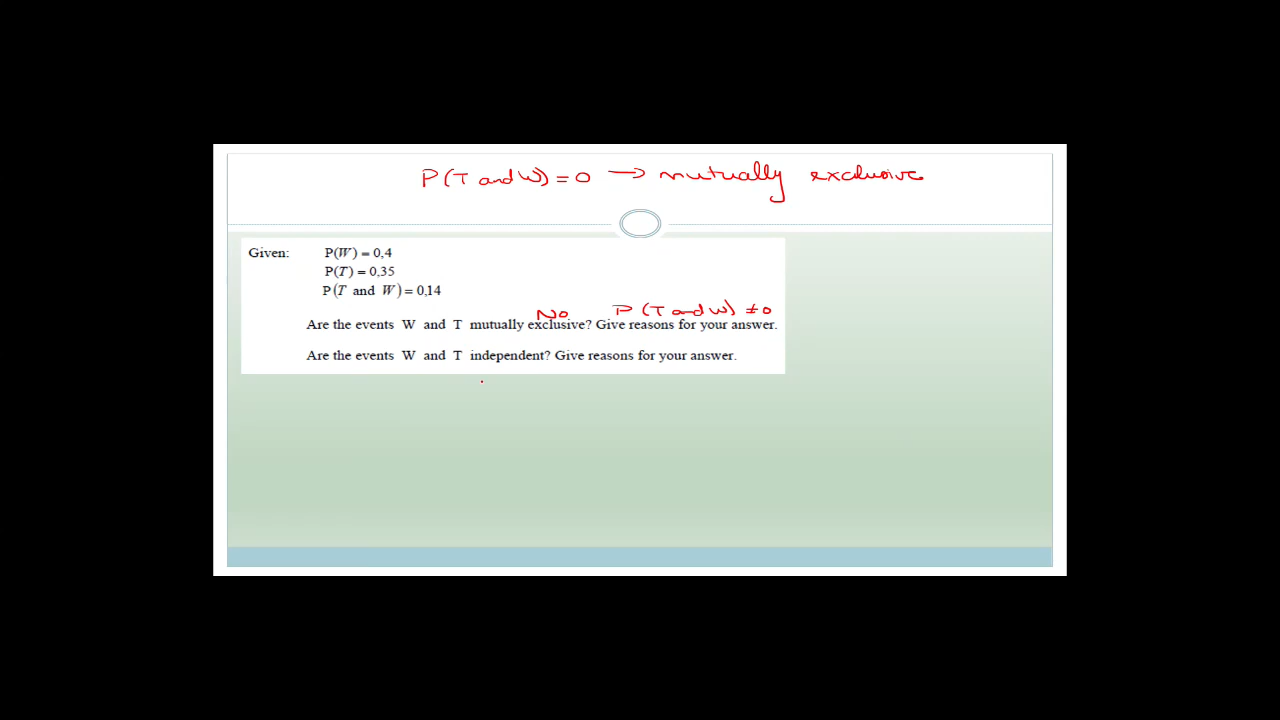 P(T and W) = 0 → mutually exclusive
Given: P(W) = 0,4
P(T) = 0,35
P(T and W) = 0,14
No P(T and W) ≠ 0
Are the events W and T mutually exclusive? Give reasons for your answer.
Are the events W and T independent? Give reasons for your answer.